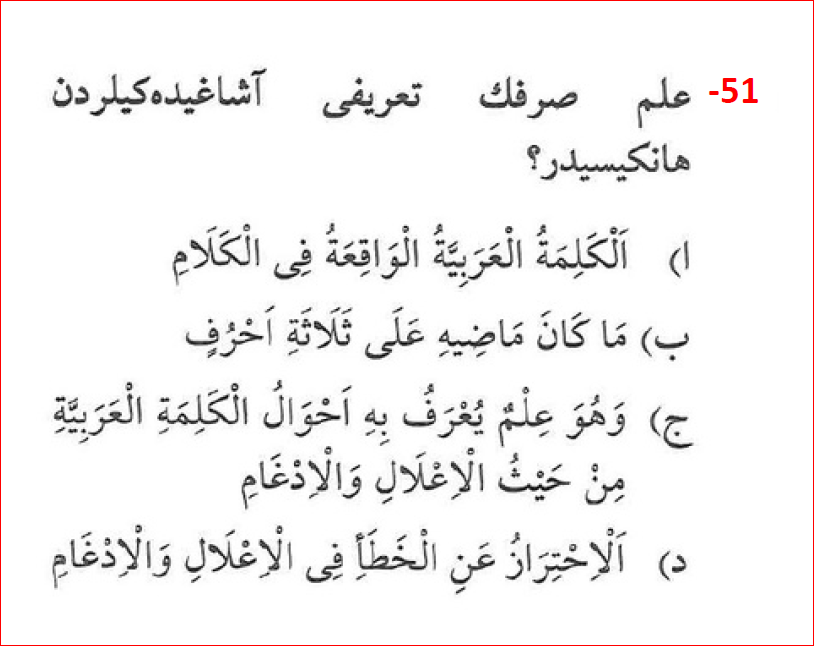 51- علم صرفك تعريفى آشاغيده‌كيلردن
هانكيسيدر؟
ا) اَلْكَلِمَةُ الْعَرَبِيَّةُ الْوَاقِعَةُ فِى الْكَلَامِ
ب) مَا كَانَ مَاضِيهِ عَلَى ثَلَاثَةِ اَحْرُفٍ
ج) وَهُوَ عِلْمٌ يُعْرَفُ بِهِ اَحْوَالُ الْكَلِمَةِ الْعَرَبِيَّةِ
مِنْ حَيْثُ الْاِعْلَالِ وَالْاِدْغَامِ
د) اَلْاِحْتِرَازُ عَنِ الْخَطَأِ فِى الْاِعْلَالِ وَالْاِدْغَامِ